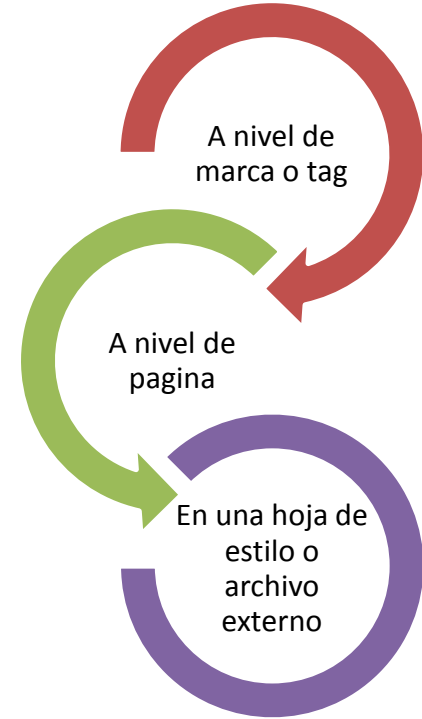 A nivel de
marca o tag
A nivel de
pagina
En una hoja de
estilo o
archivo
externo